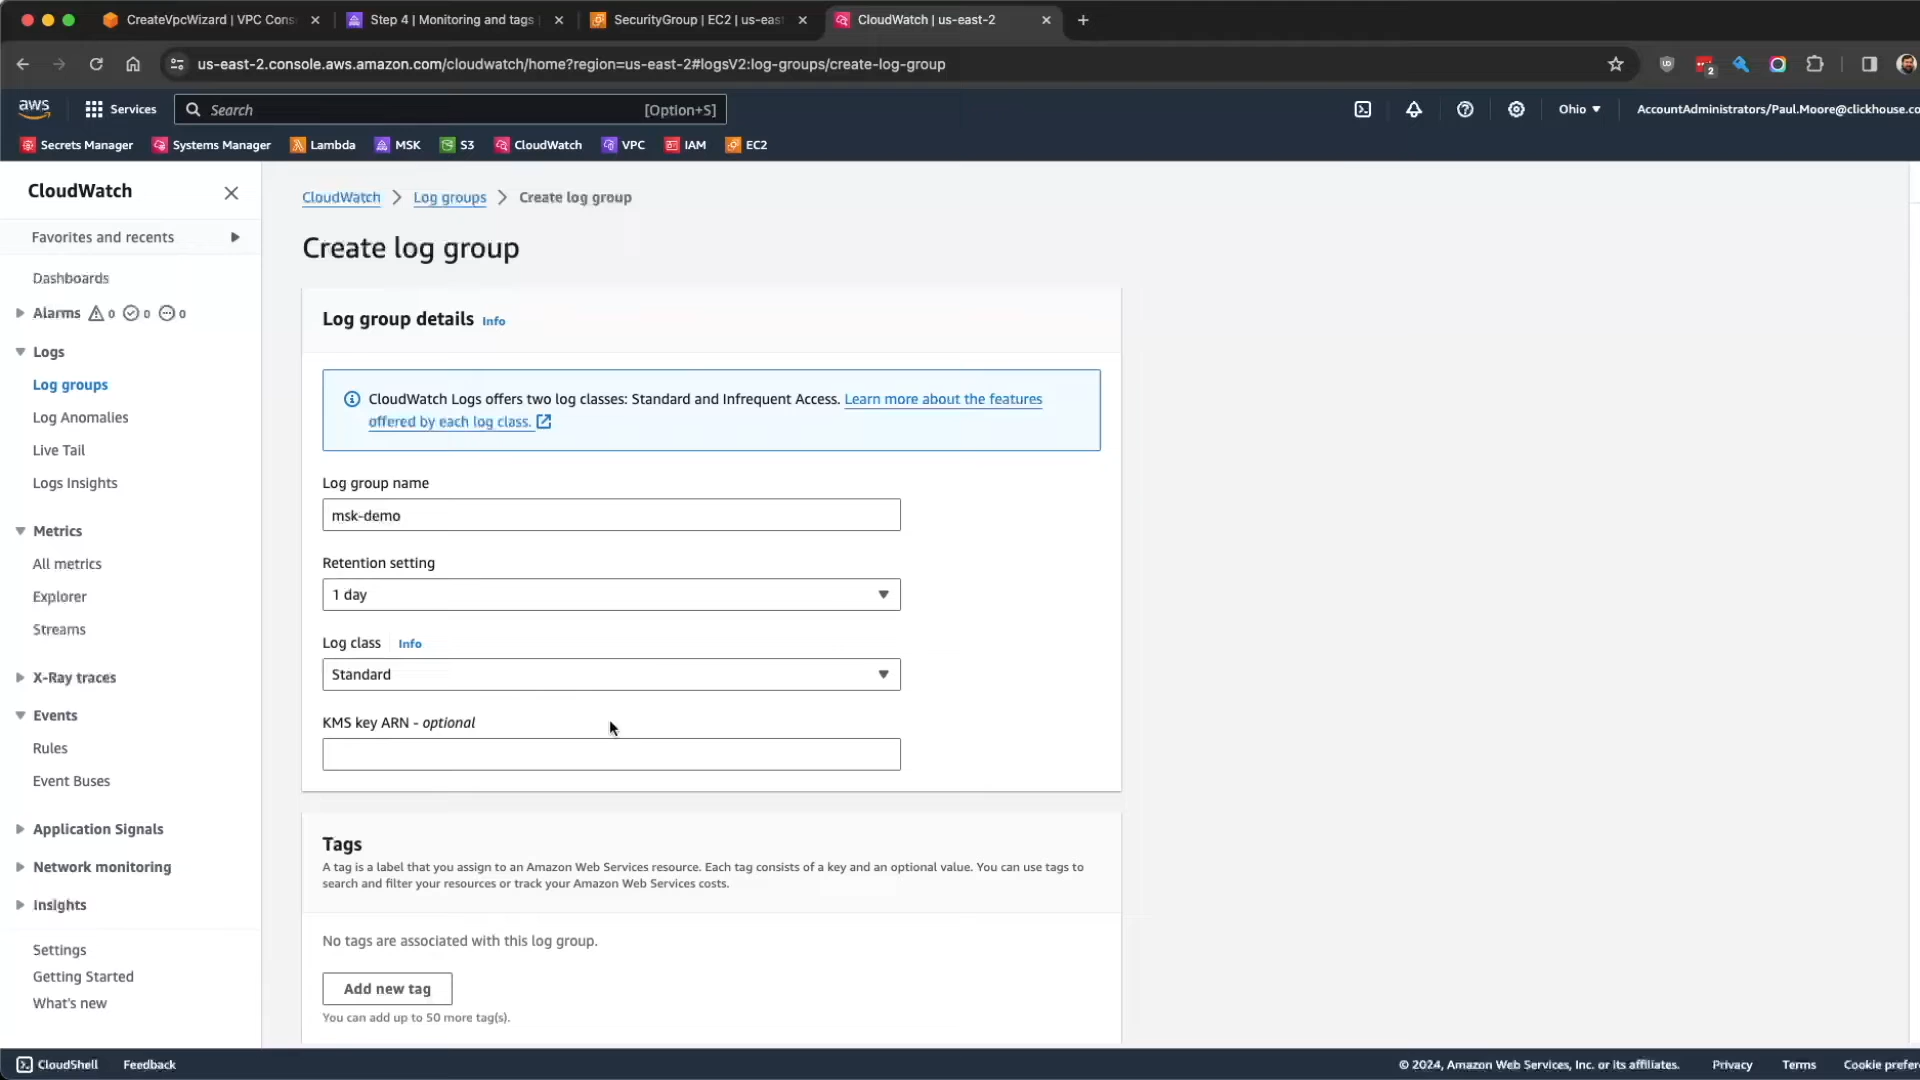 CreateVpcWizard | VPC Cons
Step 4 | Monitoring and tags
SecurityGroup | EC2 | us-eas
CloudWatch | us-east-2
us-east-2.console.aws.amazon.com/cloudwatch/home?region=us-east-2#logsV2:log-groups/create-log-group
2
aws
Services
Search
[Option+S]
Ohio
AccountAdministrators/Paul.Moore@clickhouse.co
Secrets Manager
Systems Manager
Lambda
MSK
S3
CloudWatch
VPC
IAM
EC2
CloudWatch
Favorites and recents
Dashboards
Alarms 0 0 0
Logs
Log groups
Log Anomalies
Live Tail
Logs Insights
Metrics
All metrics
Explorer
Streams
X-Ray traces
Events
Rules
Event Buses
Application Signals
Network monitoring
Insights
Settings
Getting Started
What's new
CloudWatch > Log groups > Create log group
Create log group
Log group details Info
CloudWatch Logs offers two log classes: Standard and Infrequent Access. Learn more about the features
offered by each log class.
Log group name
msk-demo
Retention setting
1 day
Log class Info
Standard
KMS key ARN - optional
Tags
A tag is a label that you assign to an Amazon Web Services resource. Each tag consists of a key and an optional value. You can use tags to
search and filter your resources or track your Amazon Web Services costs.
No tags are associated with this log group.
Add new tag
You can add up to 50 more tag(s).
CloudShell
Feedback
© 2024, Amazon Web Services, Inc. or its affiliates.
Privacy
Terms
Cookie prefer